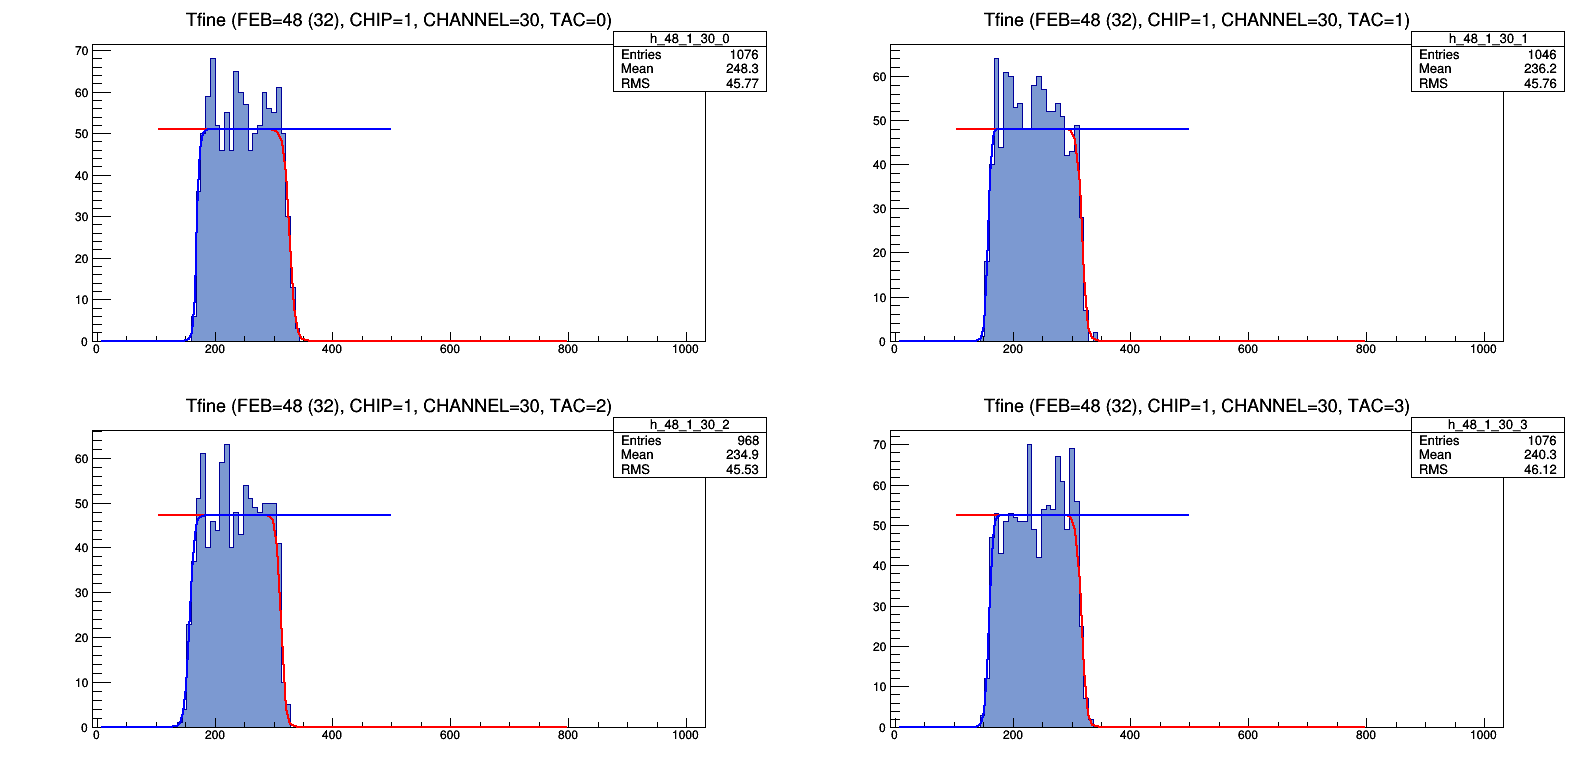 Tfine (FEB=48 (32), CHIP=1, CHANNEL=30, TAC=0)
h_48_1_30_0
Entries 1076
Mean 248.3
RMS 45.77
70
60
50
40
30
20
10
0
0 200 400 600 800 1000
Tfine (FEB=48 (32), CHIP=1, CHANNEL=30, TAC=1)
h_48_1_30_1
Entries 1046
Mean 236.2
RMS 45.76
60
50
40
30
20
10
0
0 200 400 600 800 1000
Tfine (FEB=48 (32), CHIP=1, CHANNEL=30, TAC=2)
h_48_1_30_2
Entries 968
Mean 234.9
RMS 45.53
60
50
40
30
20
10
0
0 200 400 600 800 1000
Tfine (FEB=48 (32), CHIP=1, CHANNEL=30, TAC=3)
h_48_1_30_3
Entries 1076
Mean 240.3
RMS 46.12
70
60
50
40
30
20
10
0
0 200 400 600 800 1000